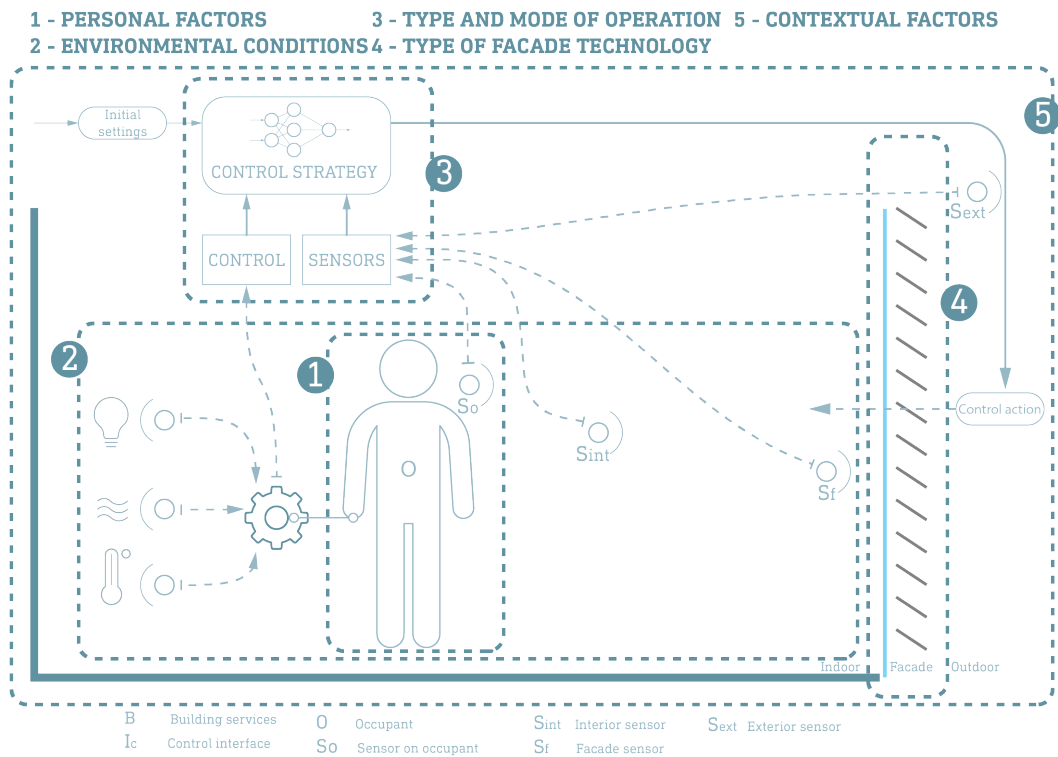 1 - PERSONAL FACTORS
3 - TYPE AND MODE OF OPERATION
5 - CONTEXTUAL FACTORS
2 - ENVIRONMENTAL CONDITIONS
4 - TYPE OF FACADE TECHNOLOGY
5
Initial
settings
CONTROL STRATEGY
3
Sext
CONTROL
SENSORS
4
2
1
So
Control action
O
Sint
Sf
Indoor
Facade
Outdoor
B Building services
O Occupant
Sint Interior sensor
Sext Exterior sensor
Ic Control interface
So Sensor on occupant
Sf Facade sensor